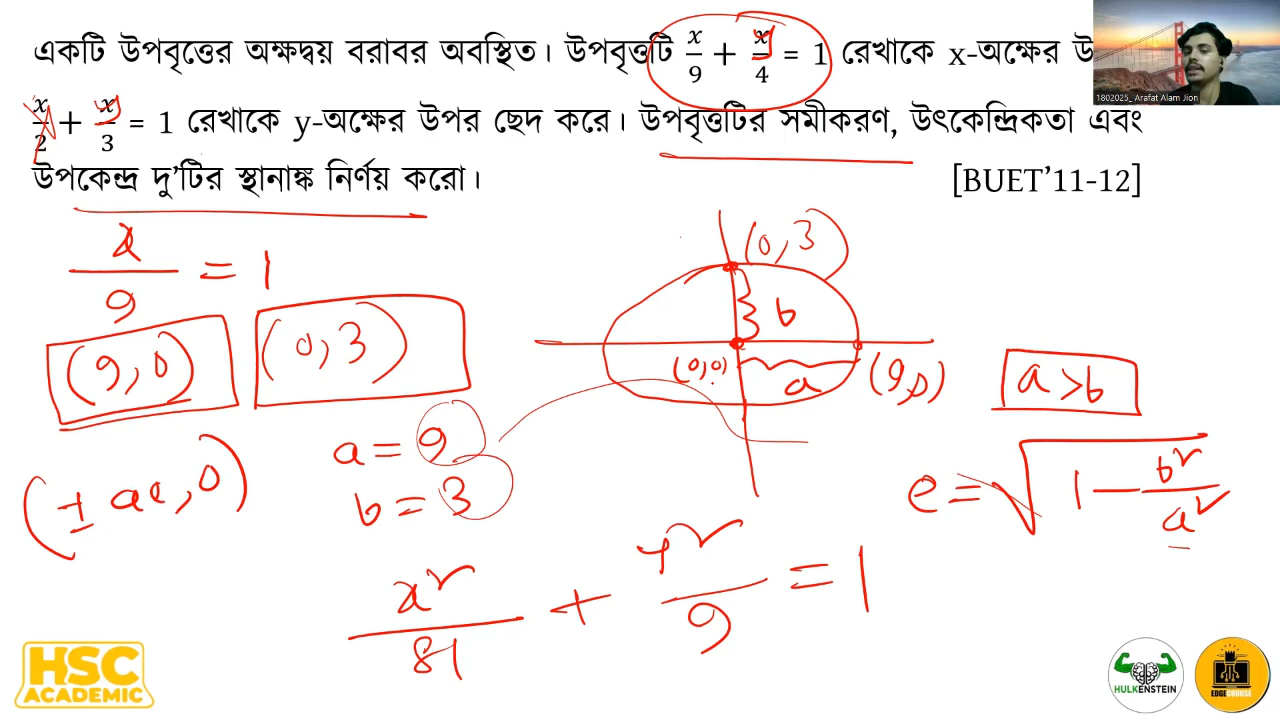 একটি উপবৃত্তের অক্ষদ্বয় বরাবর অবস্থিত। উপবৃত্তটি x/9 + y/4 = 1 রেখাকে x-অক্ষের উ
x/2 + y/3 = 1 রেখাকে y-অক্ষের উপর ছেদ করে। উপবৃত্তটির সমীকরণ, উৎকেন্দ্রিকতা এবং
উপকেন্দ্র দু'টির স্থানাঙ্ক নির্ণয় করো। [BUET'11-12]
1802025_ Arafat Alam Jion
x/9 = 1
(9,0) (0,3)
(0,3)
b
(0,0) a (9,0)
a>b
a = 9
b = 3
(± ae, 0)
e = √(1 - b²/a²)
x²/81 + y²/9 = 1
HSC
ACADEMIC
HULKENSTEIN
EDGECOURSE